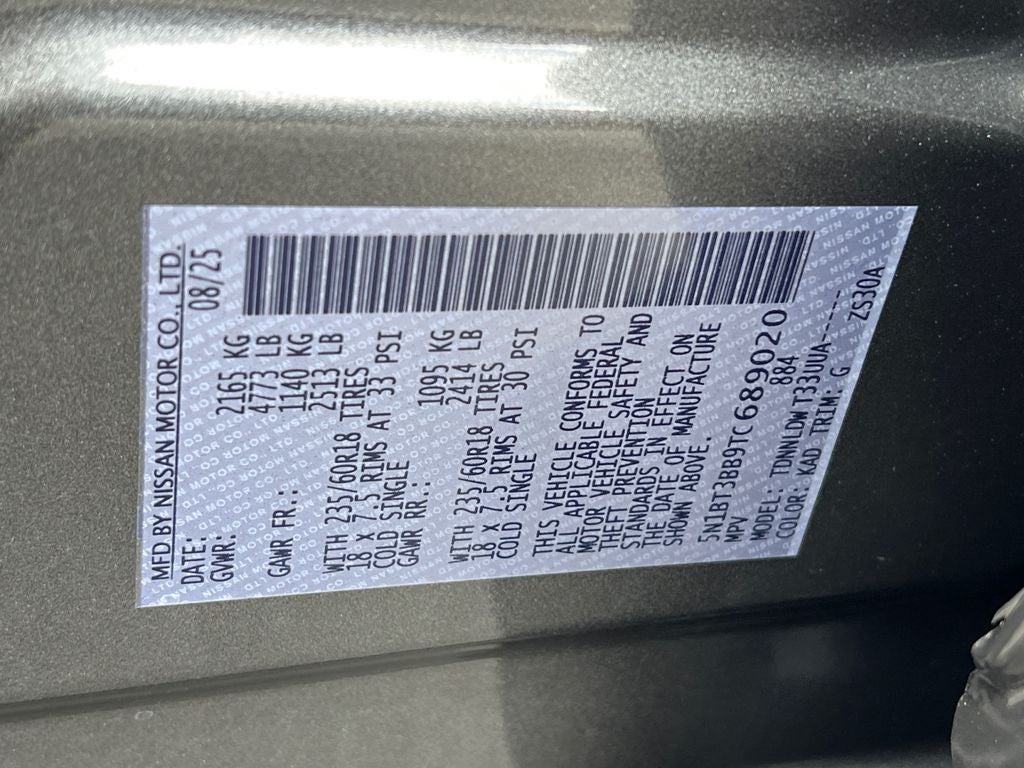 MFD BY NISSAN MOTOR CO., LTD.
DATE: 08/25
GVWR: 2165 KG
4773 LB
GAWR FR.: 1140 KG
2513 LB
WITH 235/60R18 TIRES
18 X 7.5 RIMS AT 33 PSI
COLD SINGLE
GAWR RR.: 1095 KG
2414 LB
WITH 235/60R18 TIRES
18 X 7.5 RIMS AT 30 PSI
COLD SINGLE
THIS VEHICLE CONFORMS TO
ALL APPLICABLE FEDERAL
MOTOR VEHICLE SAFETY AND
THEFT PREVENTION
STANDARDS IN EFFECT ON
THE DATE OF MANUFACTURE
SHOWN ABOVE.
5N1BT3BB9TC689020
MPV 884
MODEL: TDNNLDWT33UUA-----
COLOR: KAD TRIM: G ZS30A